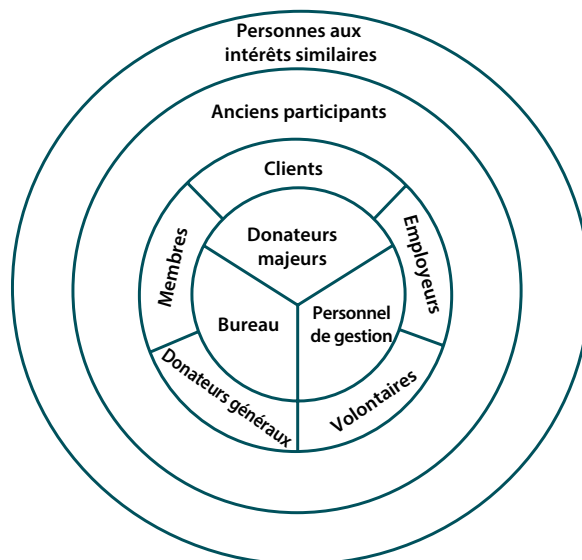 Personnes aux
intérêts similaires
Anciens participants
Clients
Membres
Employeurs
Donateurs
majeurs
Bureau
Personnel
de gestion
Donateurs généraux
Volontaires